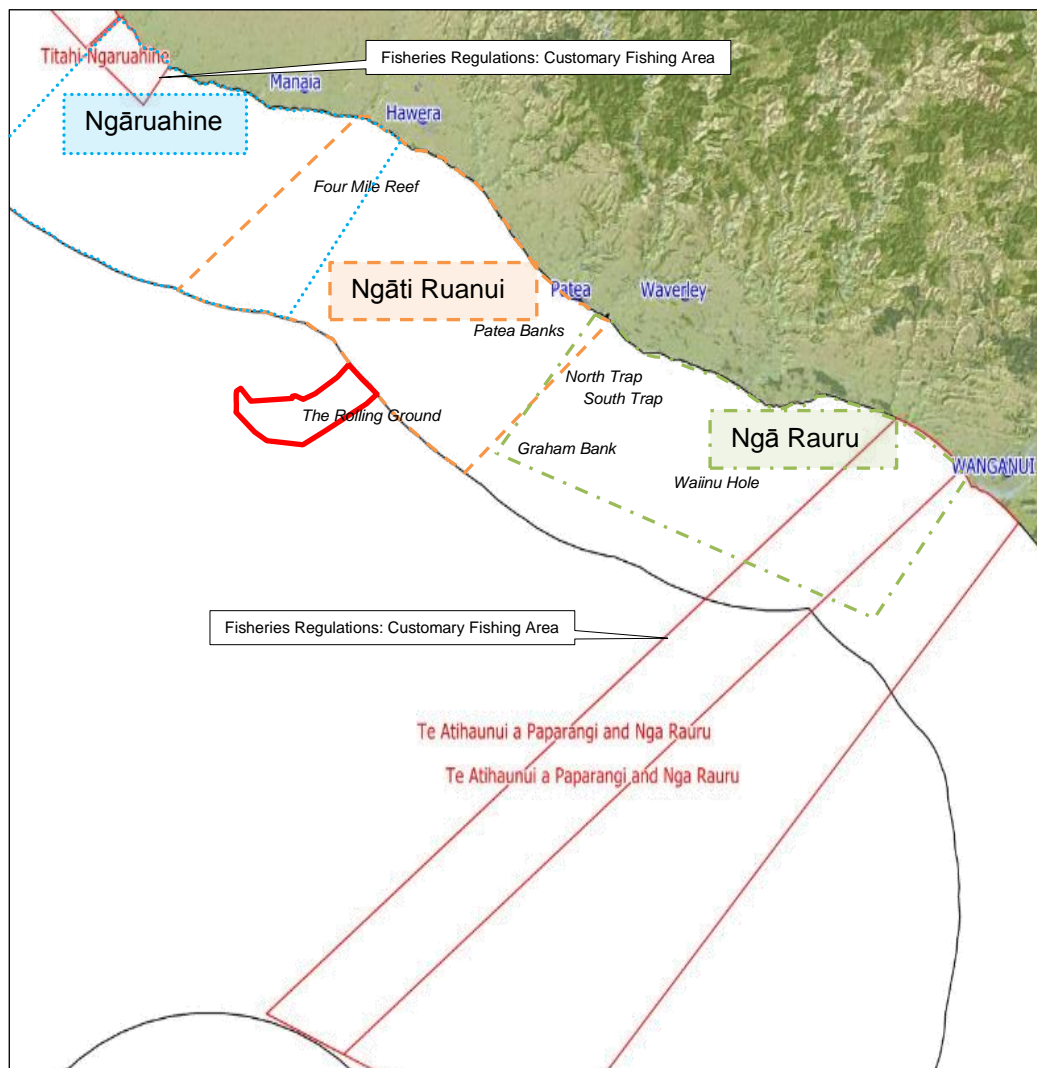 Titahi Ngaruahine
Fisheries Regulations: Customary Fishing Area
Manaia
Hawera
Ngāruahine
Four Mile Reef
Ngāti Ruanui
Patea
Waverley
Patea Banks
North Trap
South Trap
The Rolling Ground
Ngā Rauru
Graham Bank
WANGANUI
Waiinu Hole
Fisheries Regulations: Customary Fishing Area
Te Atihaunui a Paparangi and Nga Rauru
Te Atihaunui a Paparangi and Nga Rauru